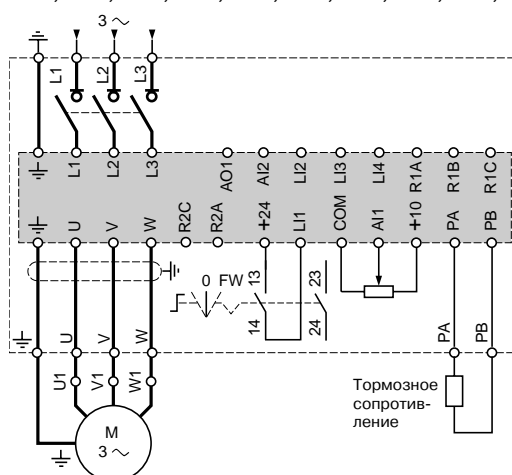 3
L1
L2
L3
L1 L2 L3 AO1 AI2 LI2 LI3 LI4 R1A R1B R1C
U V W R2C R2A +24 LI1 COM AI1 +10 PA PB
0 FW
13
14
23
24
U V W
U1 V1 W1
M
3
PA
PB
Тормозное
сопротив-
ление